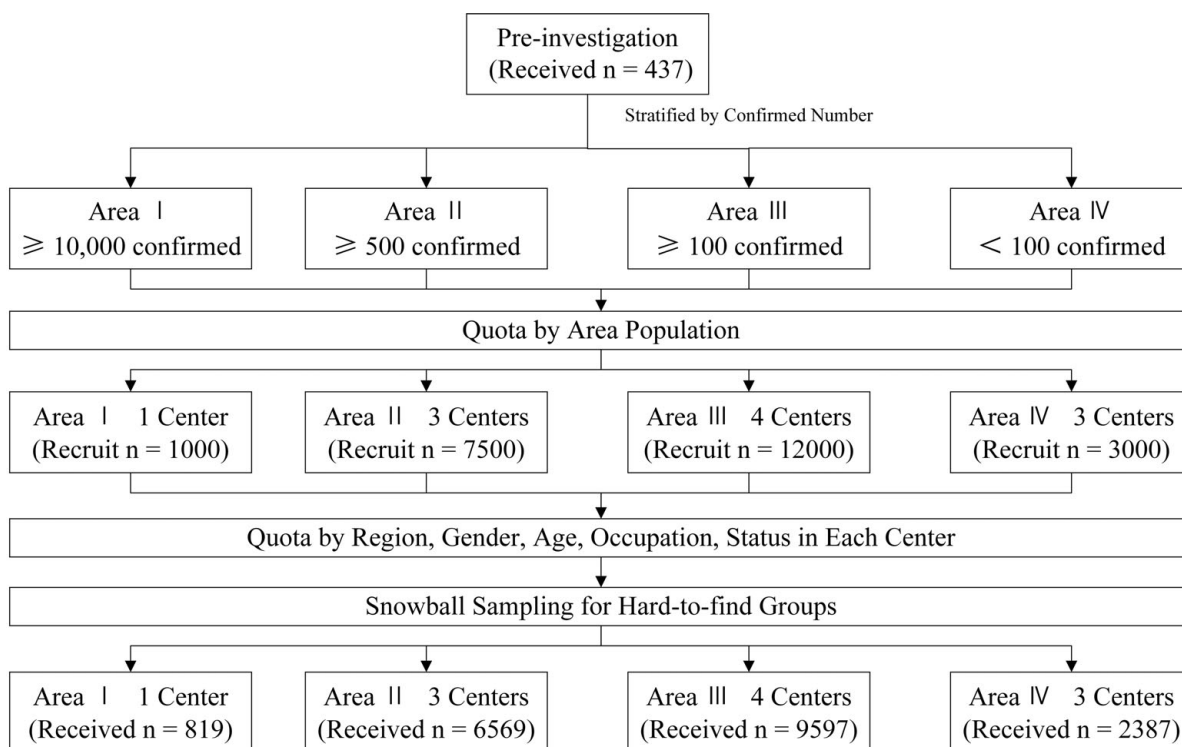 Pre-investigation
(Received n = 437)
Stratified by Confirmed Number
Area Ⅰ
≥ 10,000 confirmed
Area Ⅱ
≥ 500 confirmed
Area Ⅲ
≥ 100 confirmed
Area Ⅳ
< 100 confirmed
Quota by Area Population
Area Ⅰ 1 Center
(Recruit n = 1000)
Area Ⅱ 3 Centers
(Recruit n = 7500)
Area Ⅲ 4 Centers
(Recruit n = 12000)
Area Ⅳ 3 Centers
(Recruit n = 3000)
Quota by Region, Gender, Age, Occupation, Status in Each Center
Snowball Sampling for Hard-to-find Groups
Area Ⅰ 1 Center
(Received n = 819)
Area Ⅱ 3 Centers
(Received n = 6569)
Area Ⅲ 4 Centers
(Received n = 9597)
Area Ⅳ 3 Centers
(Received n = 2387)